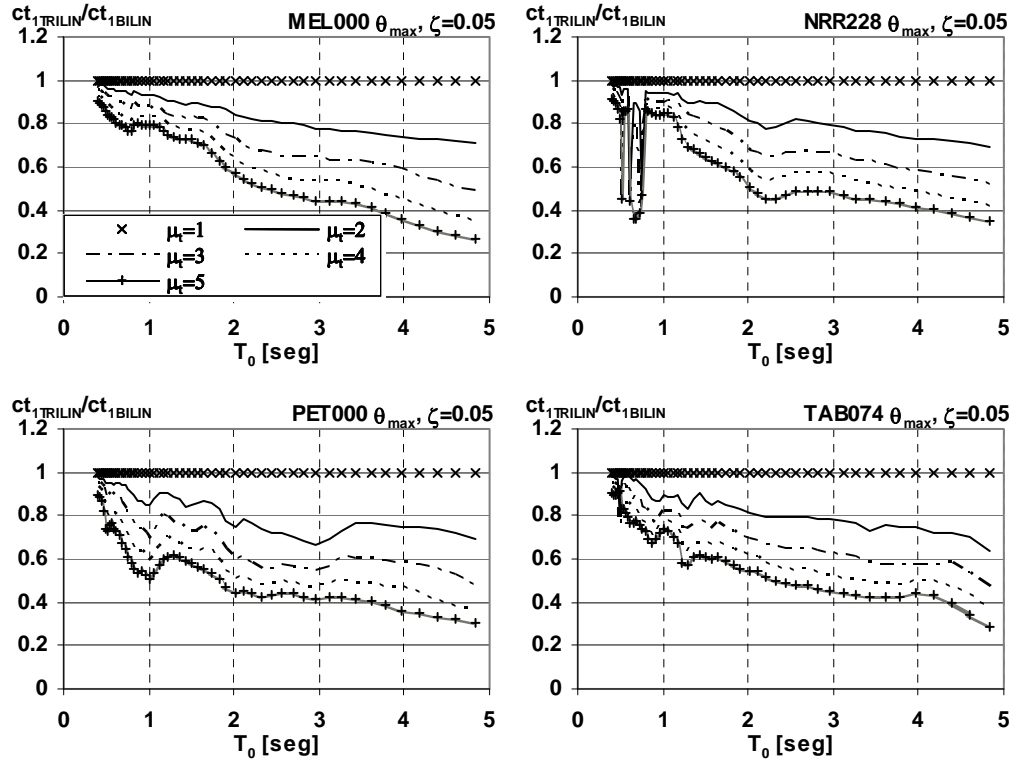 ct₁TRILIN/ct₁BILIN MEL000 θmax, ζ=0.05
1.2
1
0.8
0.6
0.4
0.2
0
μt=1 μt=2
μt=3 μt=4
μt=5
0 1 2 3 4 5
T₀ [seg]
ct₁TRILIN/ct₁BILIN NRR228 θmax, ζ=0.05
1.2
1
0.8
0.6
0.4
0.2
0
0 1 2 3 4 5
T₀ [seg]
ct₁TRILIN/ct₁BILIN PET000 θmax, ζ=0.05
1.2
1
0.8
0.6
0.4
0.2
0
0 1 2 3 4 5
T₀ [seg]
ct₁TRILIN/ct₁BILIN TAB074 θmax, ζ=0.05
1.2
1
0.8
0.6
0.4
0.2
0
0 1 2 3 4 5
T₀ [seg]